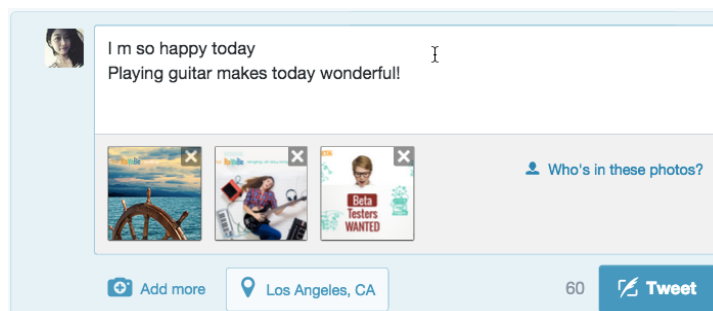 I m so happy today
Playing guitar makes today wonderful!
Who's in these photos?
Beta
Testers
WANTED
Add more
Los Angeles, CA
60
Tweet